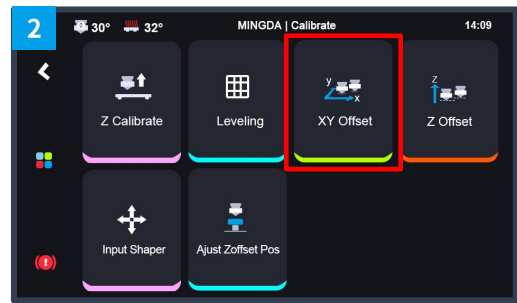 2
30° 32° MINGDA | Calibrate 14:09
Z Calibrate Leveling y x XY Offset Z Z Offset
Input Shaper Ajust Zoffset Pos